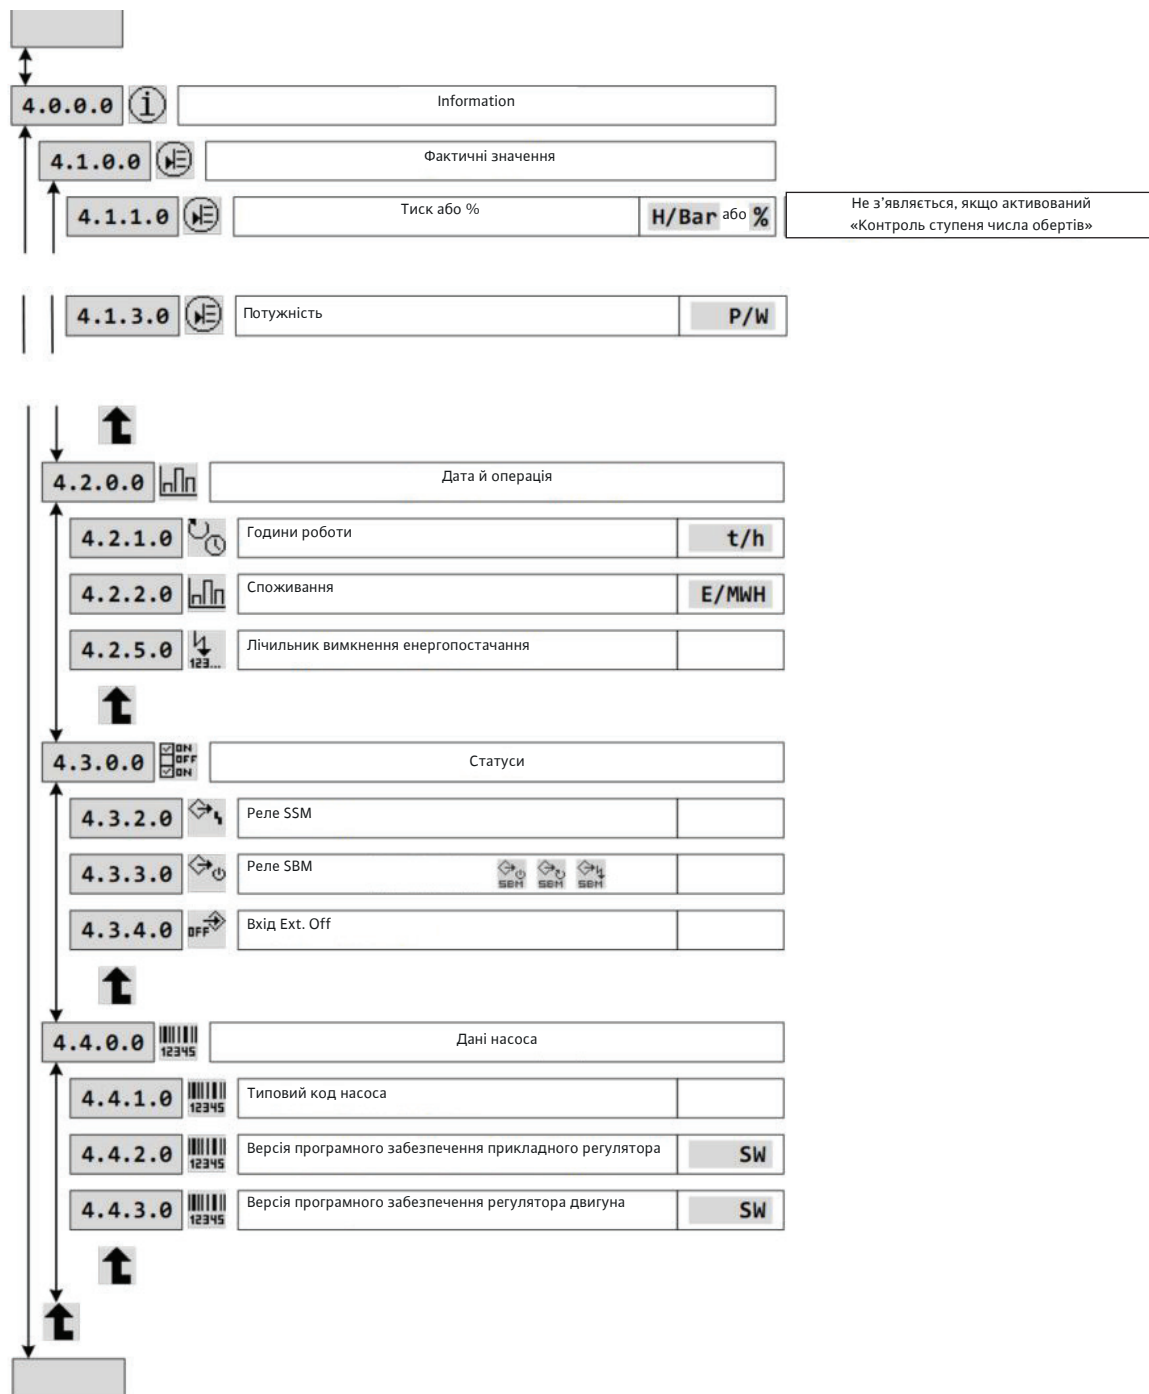 4.0.0.0 Information
4.1.0.0 Фактичні значення
4.1.1.0 Тиск або % H/Bar або %
Не з’являється, якщо активований
«Контроль ступеня числа обертів»
4.1.3.0 Потужність P/W
4.2.0.0 Дата й операція
4.2.1.0 Години роботи t/h
4.2.2.0 Споживання E/MWH
4.2.5.0 123... Лічильник вимкнення енергопостачання
4.3.0.0 ON OFF ON Статуси
4.3.2.0 Реле SSM
4.3.3.0 Реле SBM SBM SBM SBM
4.3.4.0 OFF Вхід Ext. Off
4.4.0.0 12345 Дані насоса
4.4.1.0 12345 Типовий код насоса
4.4.2.0 12345 Версія програмного забезпечення прикладного регулятора SW
4.4.3.0 12345 Версія програмного забезпечення регулятора двигуна SW